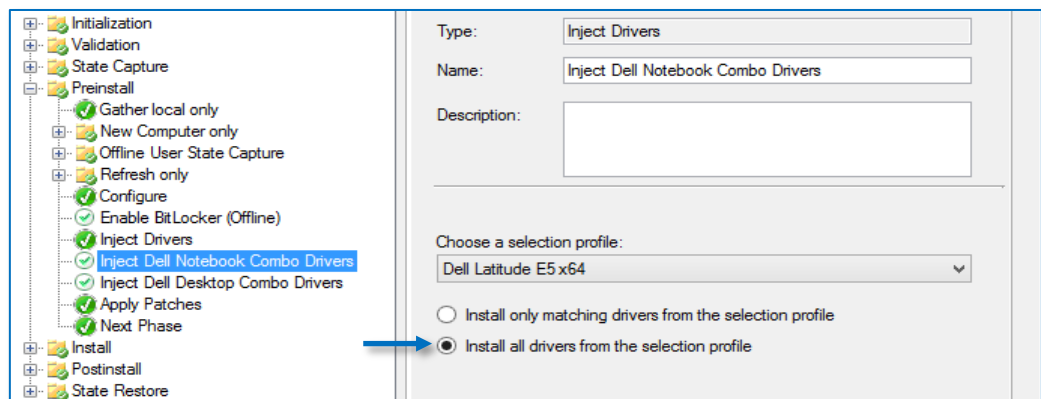 Initialization
Validation
State Capture
Preinstall
Gather local only
New Computer only
Offline User State Capture
Refresh only
Configure
Enable BitLocker (Offline)
Inject Drivers
Inject Dell Notebook Combo Drivers
Inject Dell Desktop Combo Drivers
Apply Patches
Next Phase
Install
Postinstall
State Restore
Type: Inject Drivers
Name: Inject Dell Notebook Combo Drivers
Description:
Choose a selection profile:
Dell Latitude E5 x64
Install only matching drivers from the selection profile
Install all drivers from the selection profile